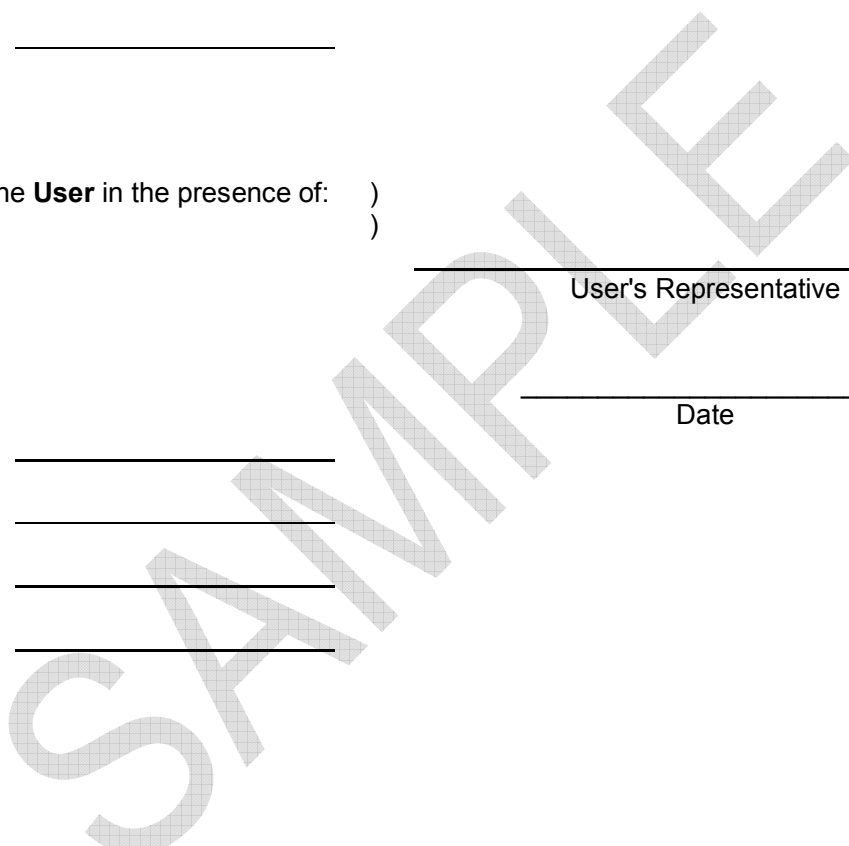 he **User** in the presence of: )
)
User's Representative
Date
SAMPLE